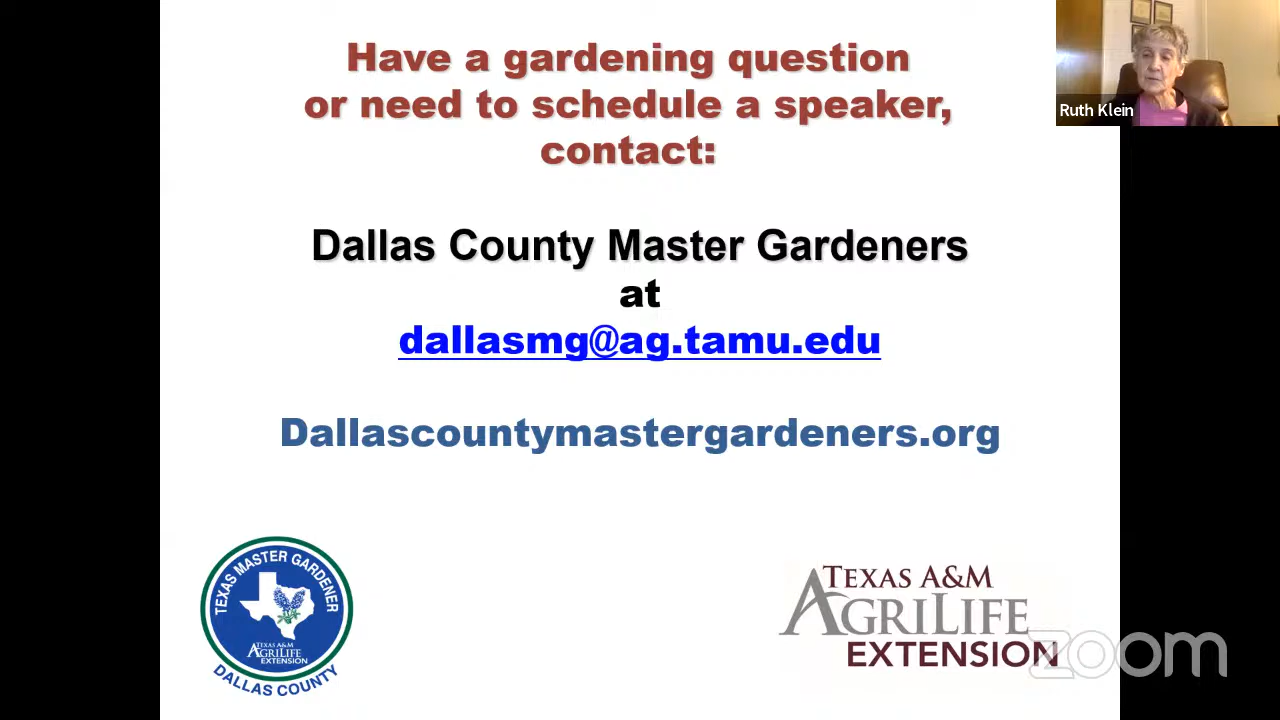 Have a gardening question
or need to schedule a speaker,
contact:
Dallas County Master Gardeners
at
dallasmg@ag.tamu.edu
Dallascountymastergardeners.org
Ruth Klein
TEXAS MASTER GARDENER
TEXAS A&M
AGRILIFE
EXTENSION
DALLAS COUNTY
TEXAS A&M
AGRILIFE
EXTENSION
zoom